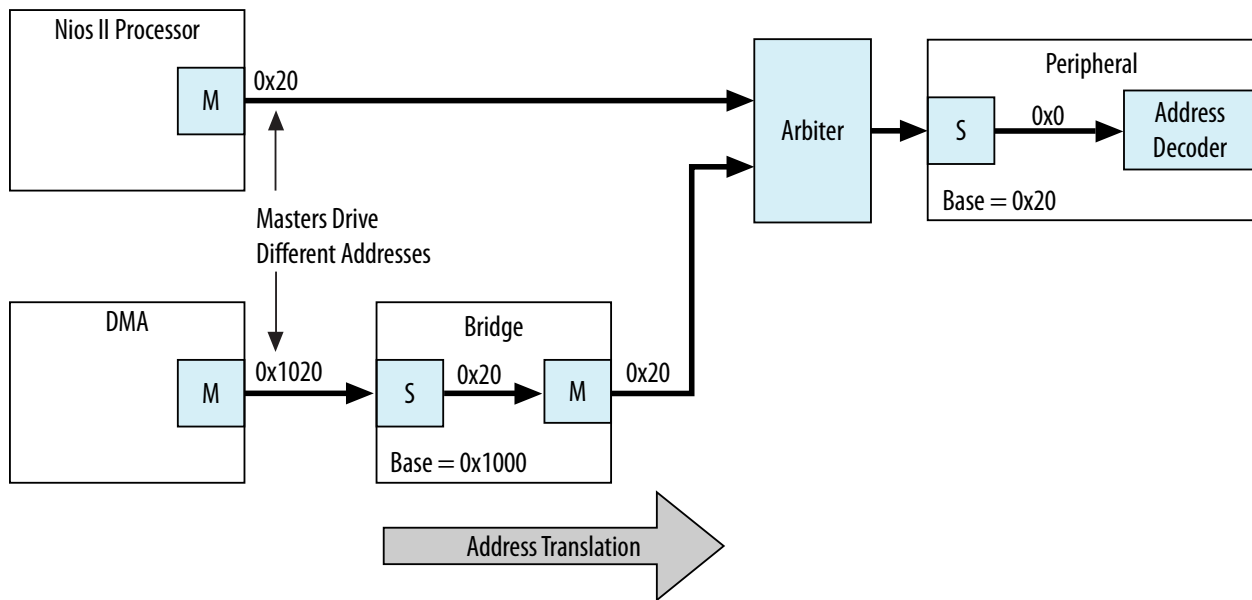 Nios II Processor
M
0x20
Arbiter
Peripheral
S
0x0
Address
Decoder
Base = 0x20
Masters Drive
Different Addresses
DMA
M
0x1020
Bridge
S
0x20
M
0x20
Base = 0x1000
Address Translation